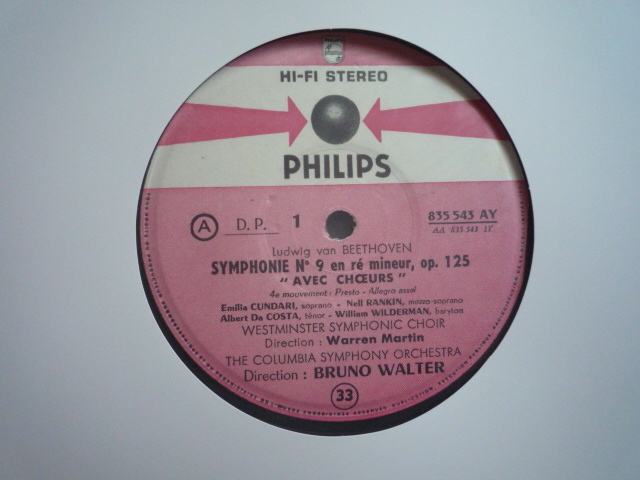 PHILIPS
HI-FI STEREO
PHILIPS
A D. P. 1 835 543 AY
AA 835 543 1Y
Ludwig van BEETHOVEN
SYMPHONIE N° 9 en ré mineur, op. 125
" AVEC CHŒURS "
4e mouvement : Presto - Allegro assai
Emilia CUNDARI, soprano - Nell RANKIN, mezzo-soprano
Albert Da COSTA, ténor - William WILDERMAN, baryton
WESTMINSTER SYMPHONIC CHOIR
Direction : Warren Martin
THE COLUMBIA SYMPHONY ORCHESTRA
Direction : BRUNO WALTER
33